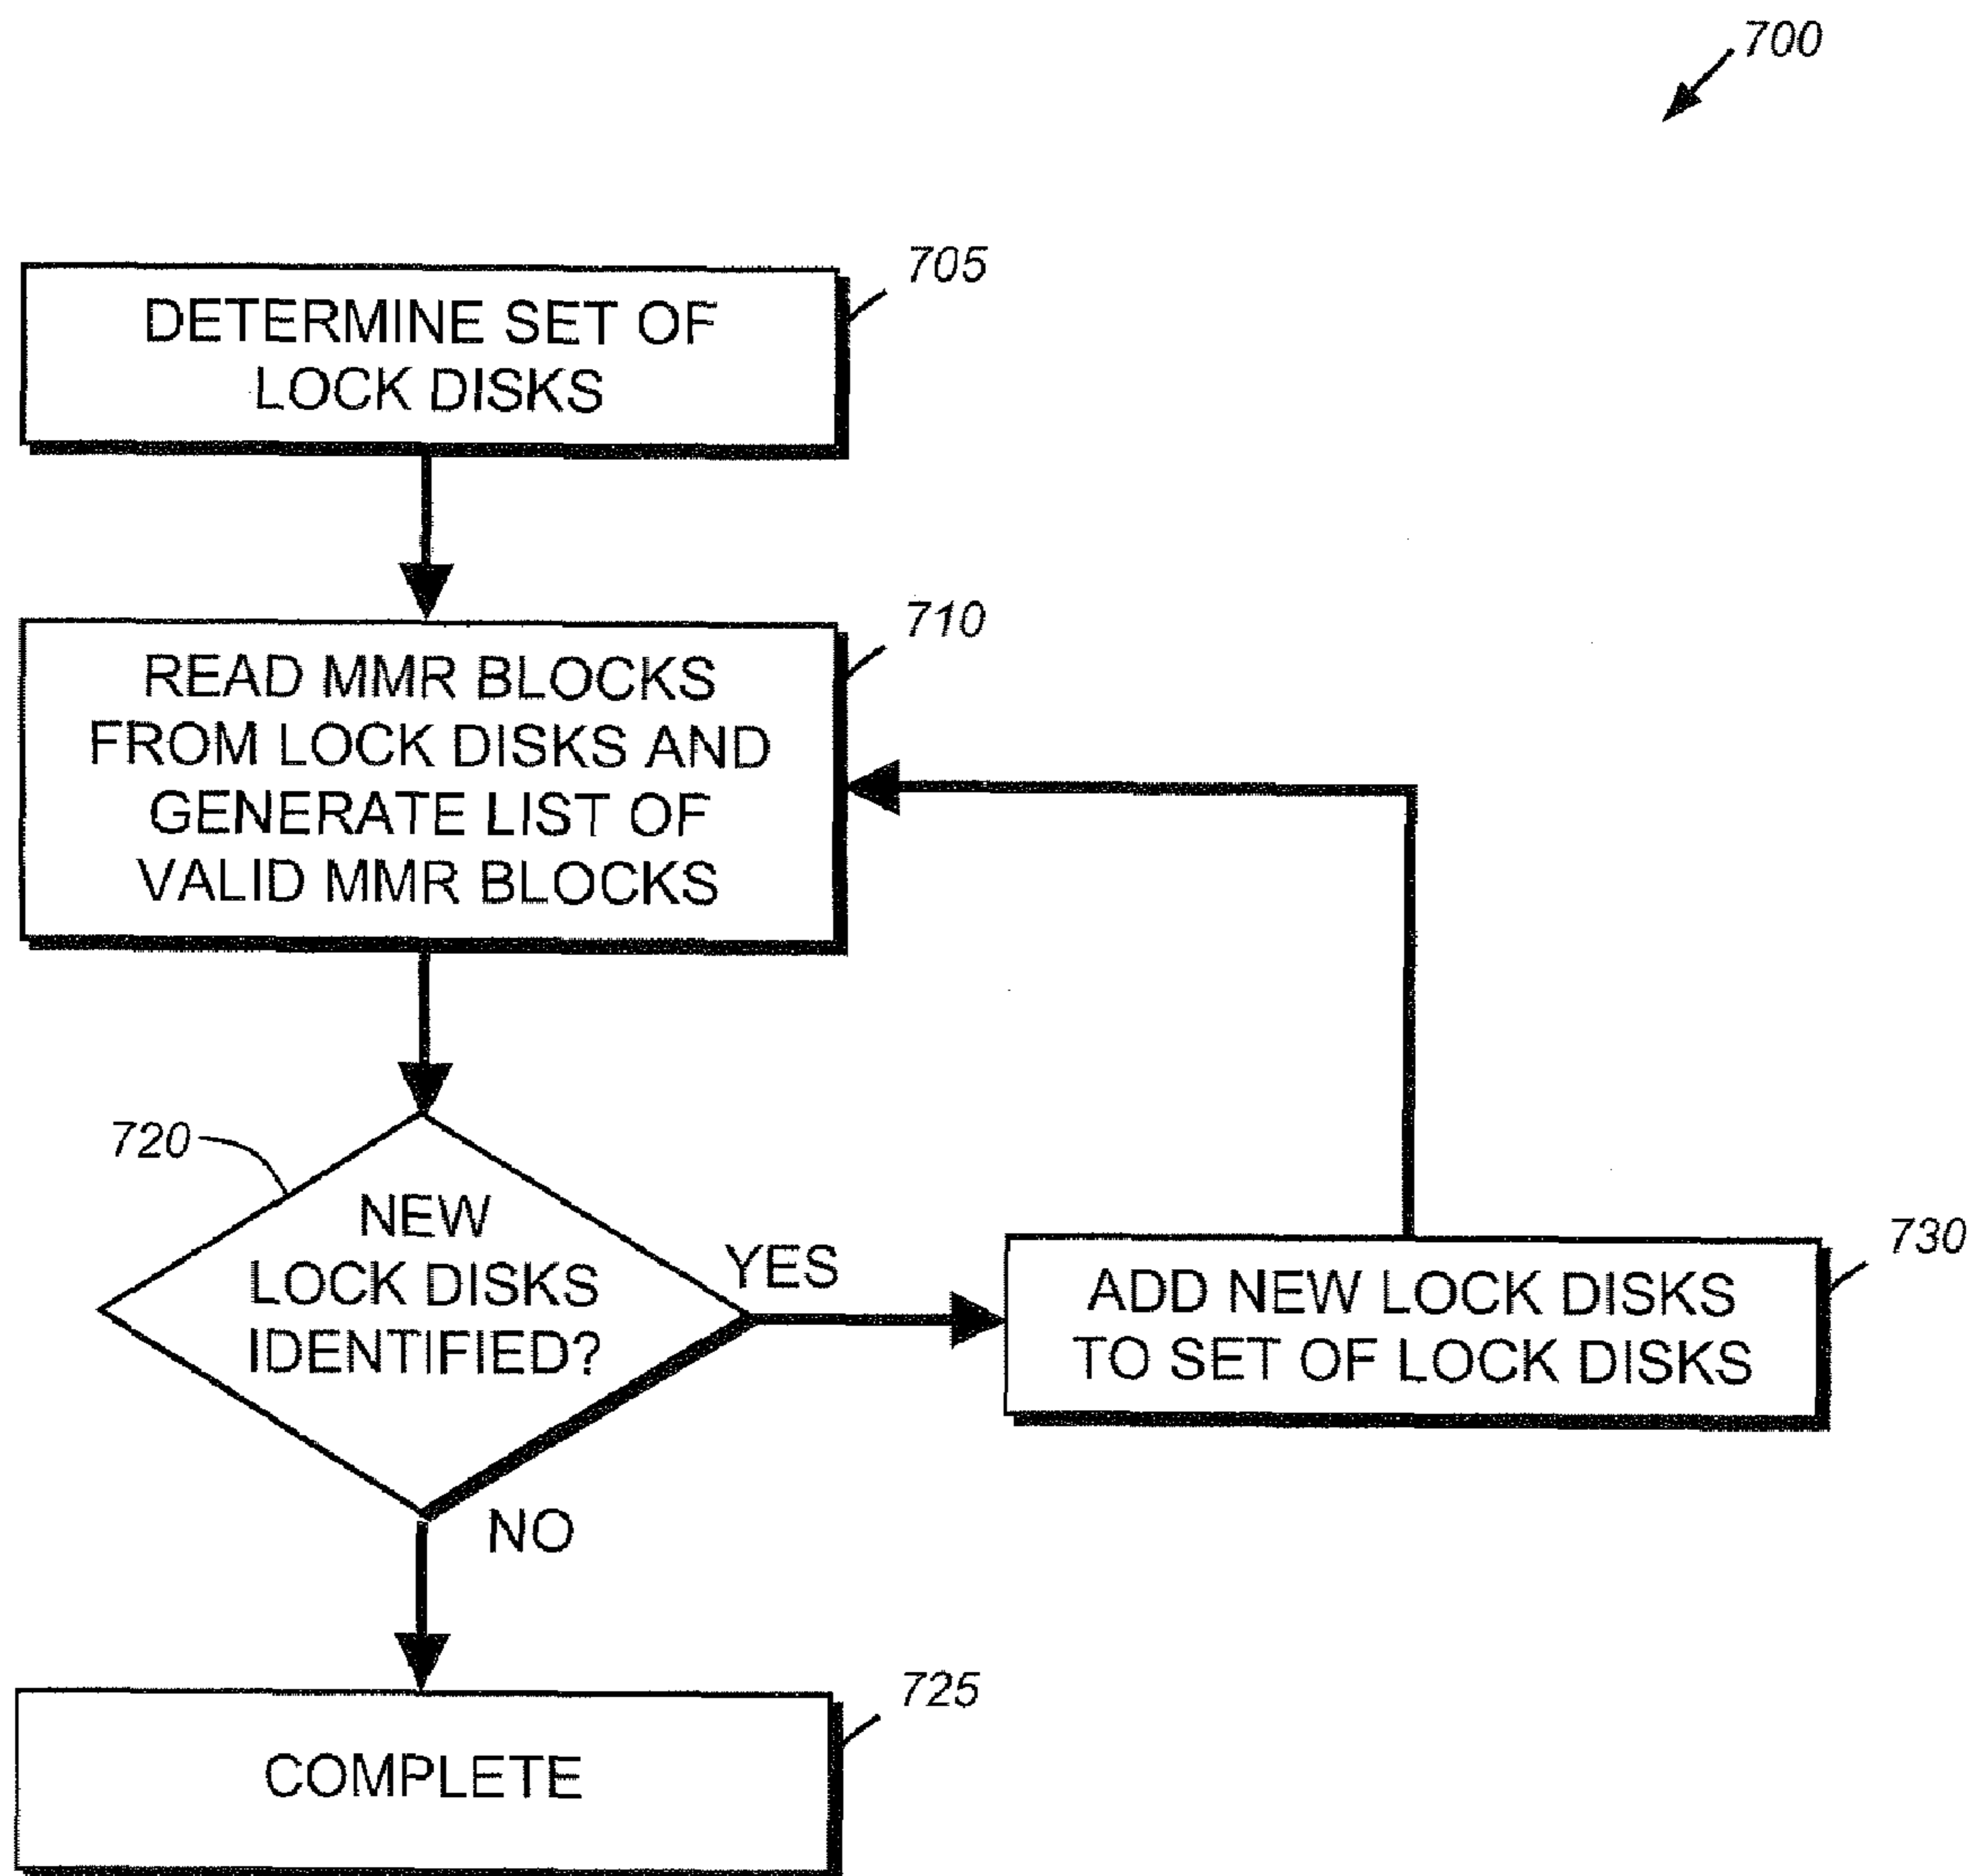 700
705
DETERMINE SET OF
LOCK DISKS
710
READ MMR BLOCKS
FROM LOCK DISKS AND
GENERATE LIST OF
VALID MMR BLOCKS
720
NEW
LOCK DISKS
IDENTIFIED?
YES
730
ADD NEW LOCK DISKS
TO SET OF LOCK DISKS
NO
725
COMPLETE